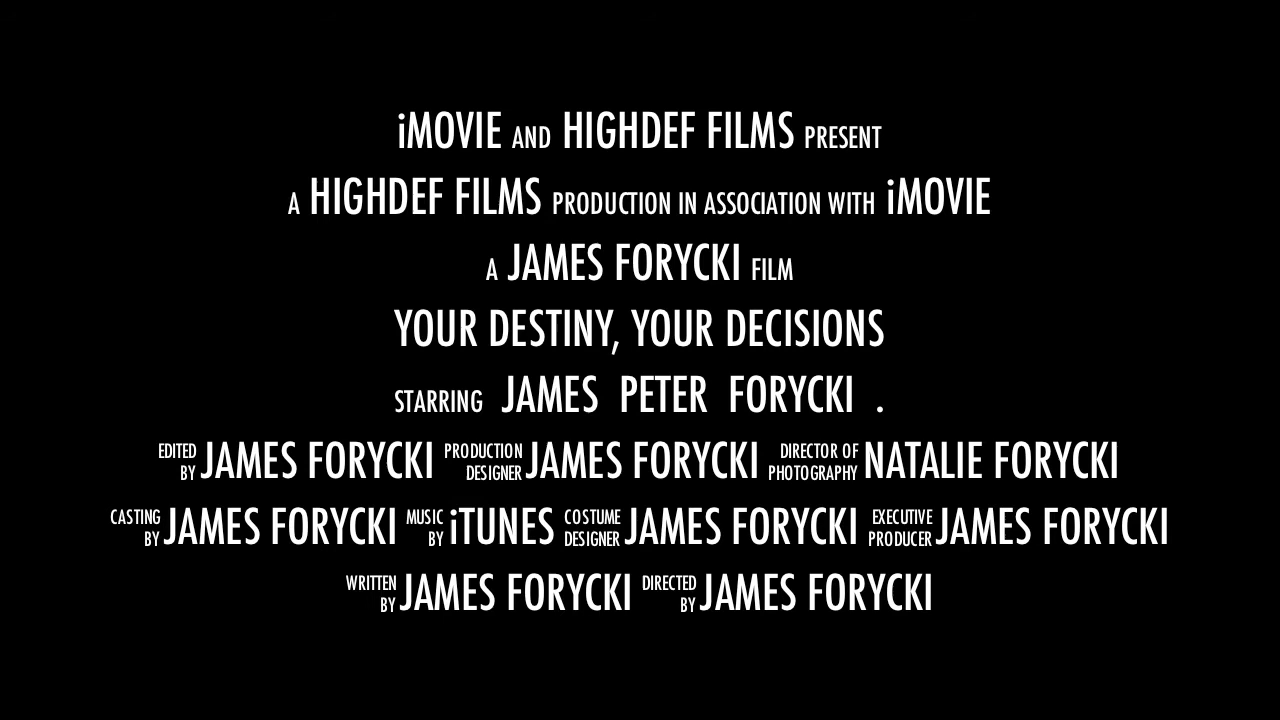 iMOVIE AND HIGHDEF FILMS PRESENT
A HIGHDEF FILMS PRODUCTION IN ASSOCIATION WITH iMOVIE
A JAMES FORYCKI FILM
YOUR DESTINY, YOUR DECISIONS
STARRING JAMES PETER FORYCKI .
EDITED BY JAMES FORYCKI PRODUCTION DESIGNER JAMES FORYCKI DIRECTOR OF PHOTOGRAPHY NATALIE FORYCKI
CASTING BY JAMES FORYCKI MUSIC BY iTUNES COSTUME DESIGNER JAMES FORYCKI EXECUTIVE PRODUCER JAMES FORYCKI
WRITTEN BY JAMES FORYCKI DIRECTED BY JAMES FORYCKI